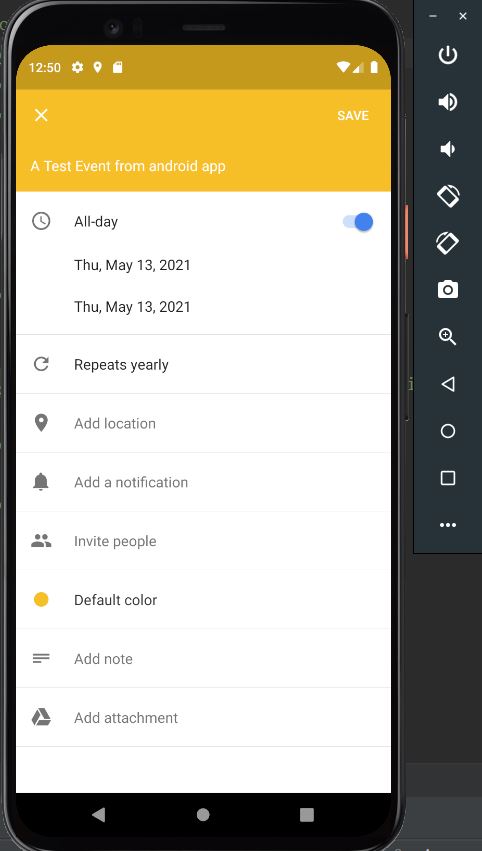 12:50
SAVE
A Test Event from android app
All-day
Thu, May 13, 2021
Thu, May 13, 2021
Repeats yearly
Add location
Add a notification
Invite people
Default color
Add note
Add attachment